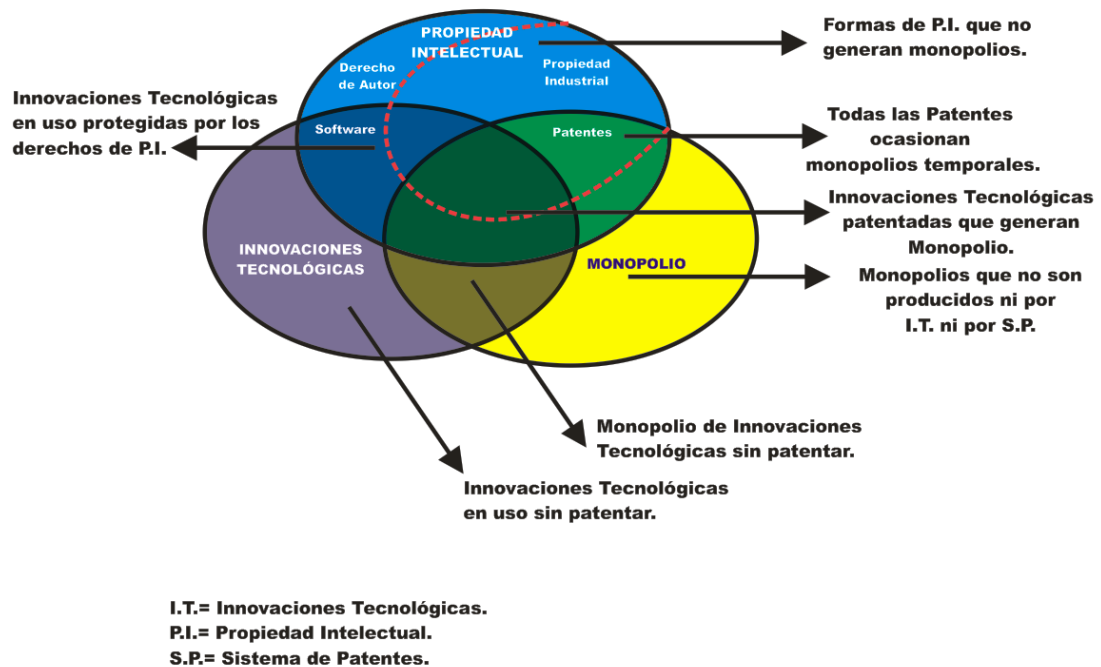 PROPIEDAD
INTELECTUAL
Derecho
de Autor
Propiedad
Industrial
Software
Patentes
INNOVACIONES
TECNOLÓGICAS
MONOPOLIO
Formas de P.I. que no
generan monopolios.
Innovaciones Tecnológicas
en uso protegidas por los
derechos de P.I.
Todas las Patentes
ocasionan
monopolios temporales.
Innovaciones Tecnológicas
patentadas que generan
Monopolio.
Monopolios que no son
producidos ni por
I.T. ni por S.P.
Monopolio de Innovaciones
Tecnológicas sin patentar.
Innovaciones Tecnológicas
en uso sin patentar.
I.T.= Innovaciones Tecnológicas.
P.I.= Propiedad Intelectual.
S.P.= Sistema de Patentes.